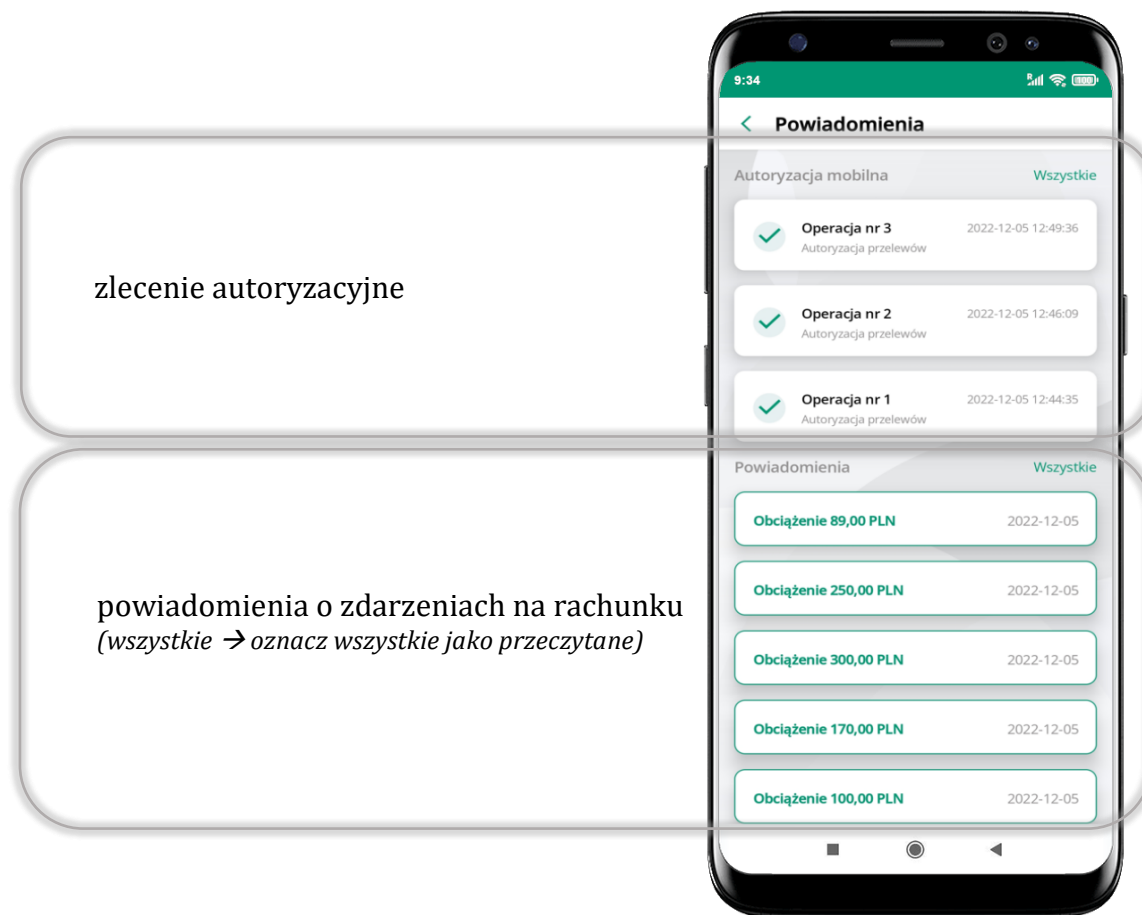 9:34
Powiadomienia
Autoryzacja mobilna Wszystkie
Operacja nr 3 2022-12-05 12:49:36
Autoryzacja przelewów
zlecenie autoryzacyjne
Operacja nr 2 2022-12-05 12:46:09
Autoryzacja przelewów
Operacja nr 1 2022-12-05 12:44:35
Autoryzacja przelewów
Powiadomienia Wszystkie
Obciążenie 89,00 PLN 2022-12-05
Obciążenie 250,00 PLN 2022-12-05
powiadomienia o zdarzeniach na rachunku
(wszystkie → oznacz wszystkie jako przeczytane)
Obciążenie 300,00 PLN 2022-12-05
Obciążenie 170,00 PLN 2022-12-05
Obciążenie 100,00 PLN 2022-12-05